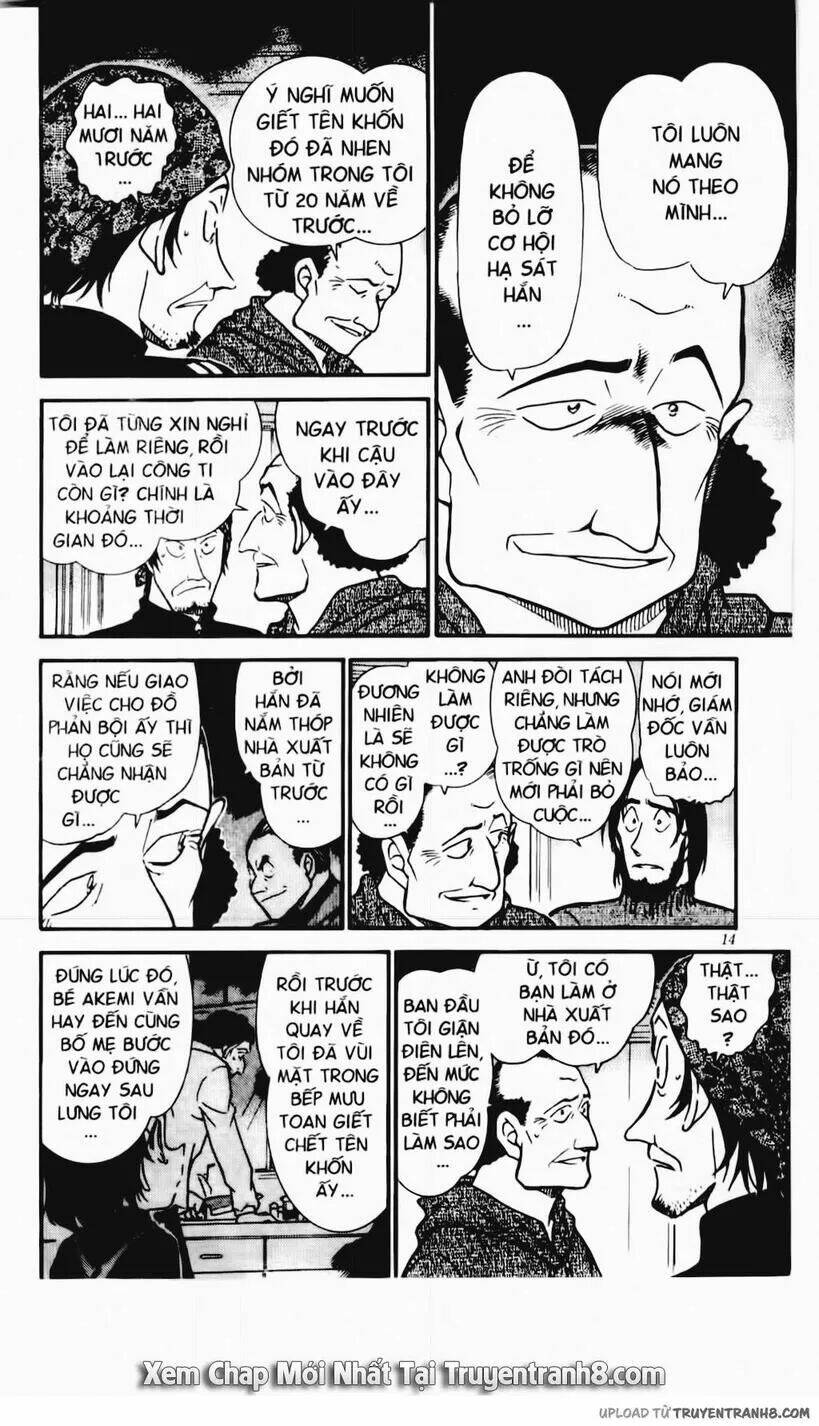 TÔI LUÔN
MANG
NÓ THEO
MÌNH...
ĐỂ
KHÔNG
BỎ LỠ
CƠ HỘI
HẠ SÁT
HẮN
...
Ý NGHĨ MUỐN
GIẾT TÊN KHỐN
ĐÓ ĐÃ NHEN
NHÓM TRONG TÔI
TỪ 20 NĂM VỀ
TRƯỚC...
HAI... HAI
MƯƠI NĂM
TRƯỚC
...
NGAY TRƯỚC
KHI CẬU
VÀO ĐÂY
ẤY...
TÔI ĐÃ TỪNG XIN NGHỈ
ĐỂ LÀM RIÊNG, RỒI
VÀO LẠI CÔNG TI
CÒN GÌ? CHÍNH LÀ
KHOẢNG THỜI
GIAN ĐÓ...
NÓI MỚI
NHỚ, GIÁM
ĐỐC VẪN
LUÔN
BẢO...
ANH ĐÒI TÁCH
RIÊNG, NHƯNG
CHẲNG LÀM
ĐƯỢC TRÒ
TRỐNG GÌ NÊN
MỚI PHẢI BỎ
CUỘC...
KHÔNG
LÀM
ĐƯỢC
GÌ
...?
ĐƯƠNG
NHIÊN
LÀ SẼ
KHÔNG
CÓ GÌ
RỒI...
BỞI
HẮN ĐÃ
NẮM THÓP
NHÀ XUẤT
BẢN TỪ
TRƯỚC
...
RẰNG NẾU GIAO
VIỆC CHO ĐỒ
PHẢN BỘI ẤY THÌ
HỌ CŨNG SẼ
CHẲNG NHẬN
ĐƯỢC
GÌ...
14
THẬT...
THẬT
SAO
?
Ừ, TÔI CÓ
BẠN LÀM Ở
NHÀ XUẤT
BẢN ĐÓ...
BAN ĐẦU
TÔI GIẬN
ĐIÊN LÊN,
ĐẾN MỨC
KHÔNG
BIẾT PHẢI
LÀM SAO
...
RỒI TRƯỚC
KHI HẮN
QUAY VỀ
TÔI ĐÃ VÙI
MẶT TRONG
BẾP MƯU
TOAN GIẾT
CHẾT TÊN
KHỐN
ẤY...
ĐÚNG LÚC ĐÓ,
BÉ AKEMI VẪN
HAY ĐẾN CÙNG
BỐ MẸ BƯỚC
VÀO ĐỨNG
NGAY SAU
LƯNG TÔI
...
Xem Chap Mới Nhất Tại Truyentranh8.com
UPLOAD TỪ TRUYENTRANH8.COM